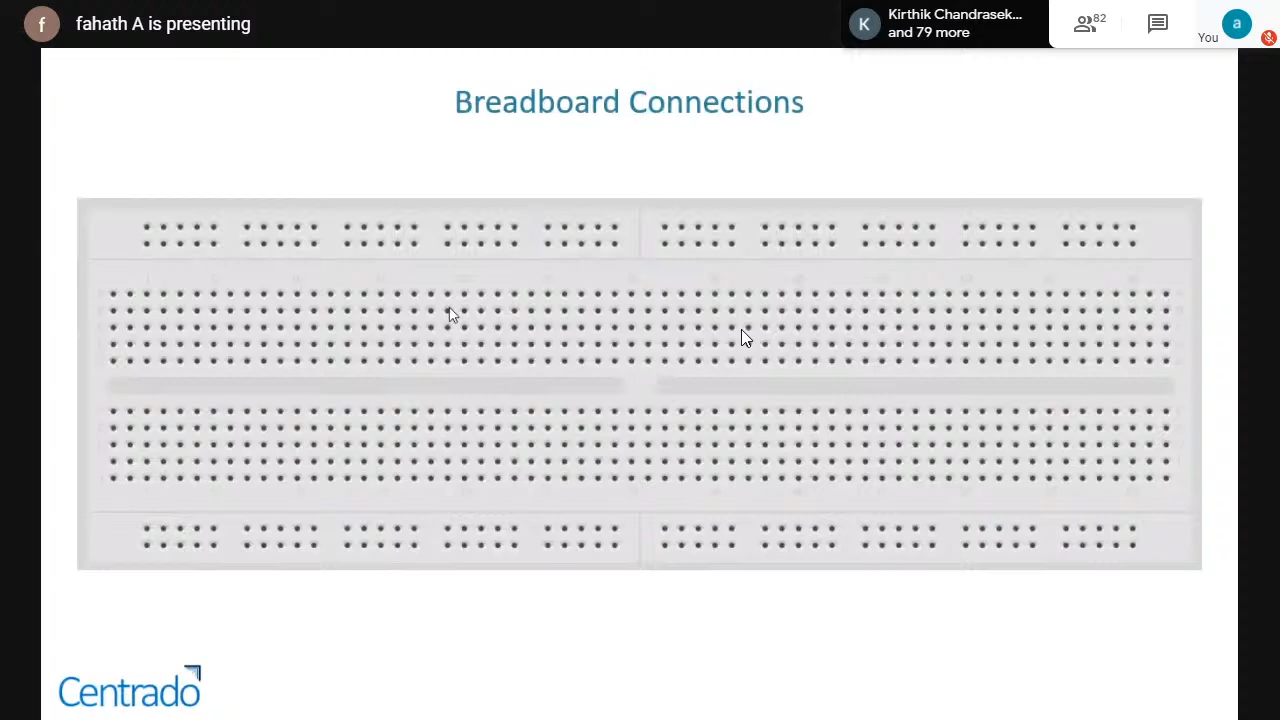 f
fahath A is presenting
K
Kirthik Chandrasek...
and 79 more
82
You
a
Breadboard Connections
Centrado